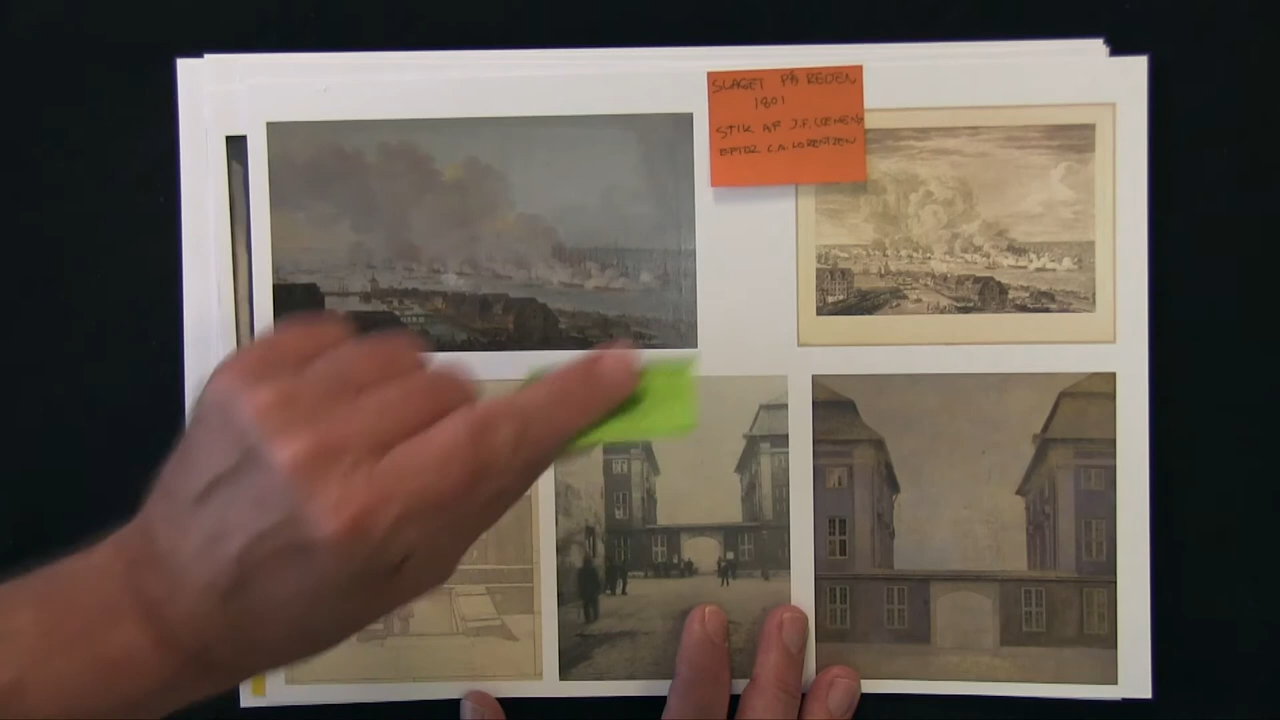 SLAGET PÅ REDEN
1801
STIK AF J.F. CLEMENS
EFTER C.A. LORENTZEN